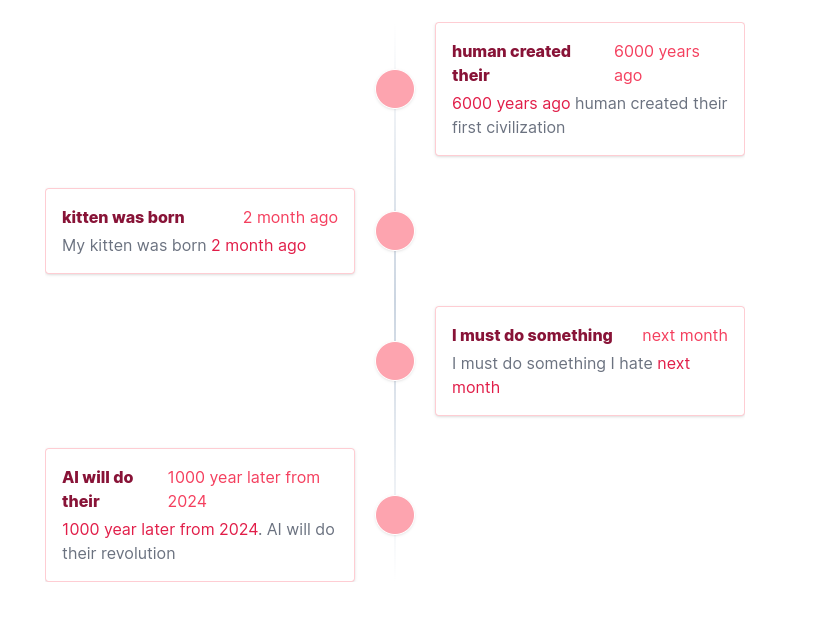 human created their
6000 years ago
6000 years ago human created their
first civilization
kitten was born
2 month ago
My kitten was born 2 month ago
I must do something
next month
I must do something I hate next
month
AI will do their
1000 year later from 2024
1000 year later from 2024. AI will do
their revolution